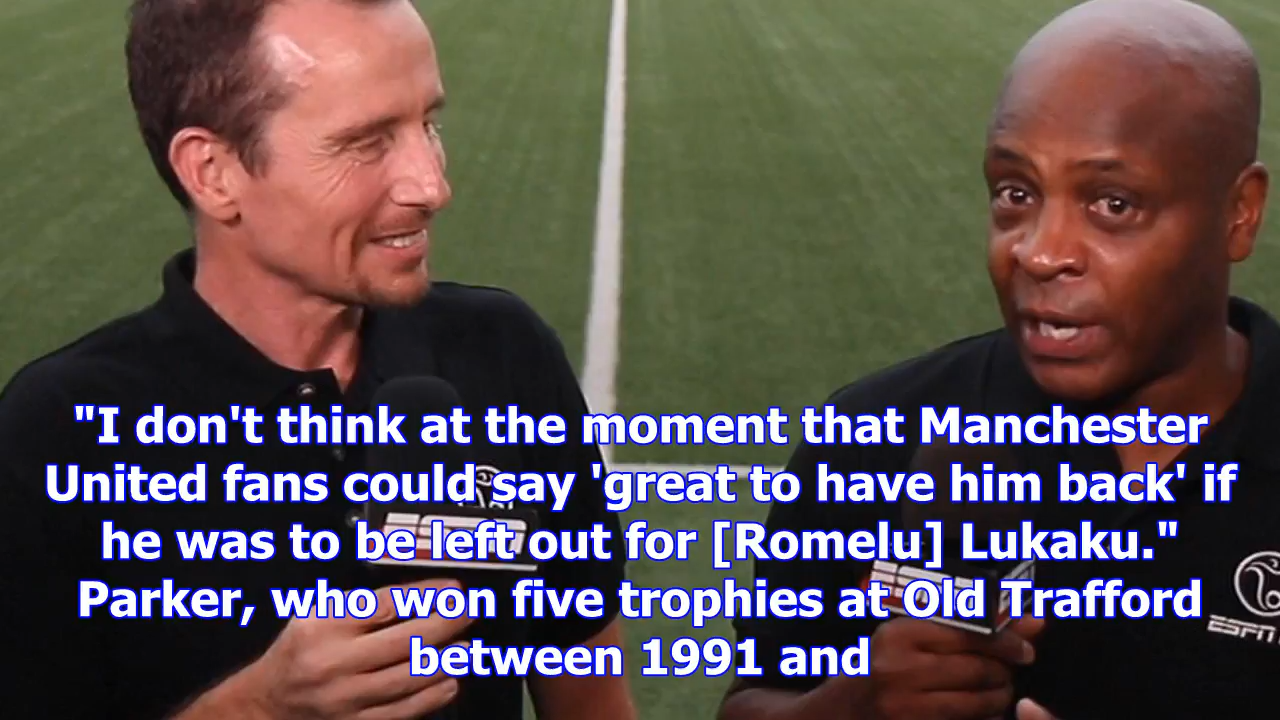 "I don't think at the moment that Manchester
United fans could say 'great to have him back' if
he was to be left out for [Romelu] Lukaku."
Parker, who won five trophies at Old Trafford
between 1991 and
ESPN